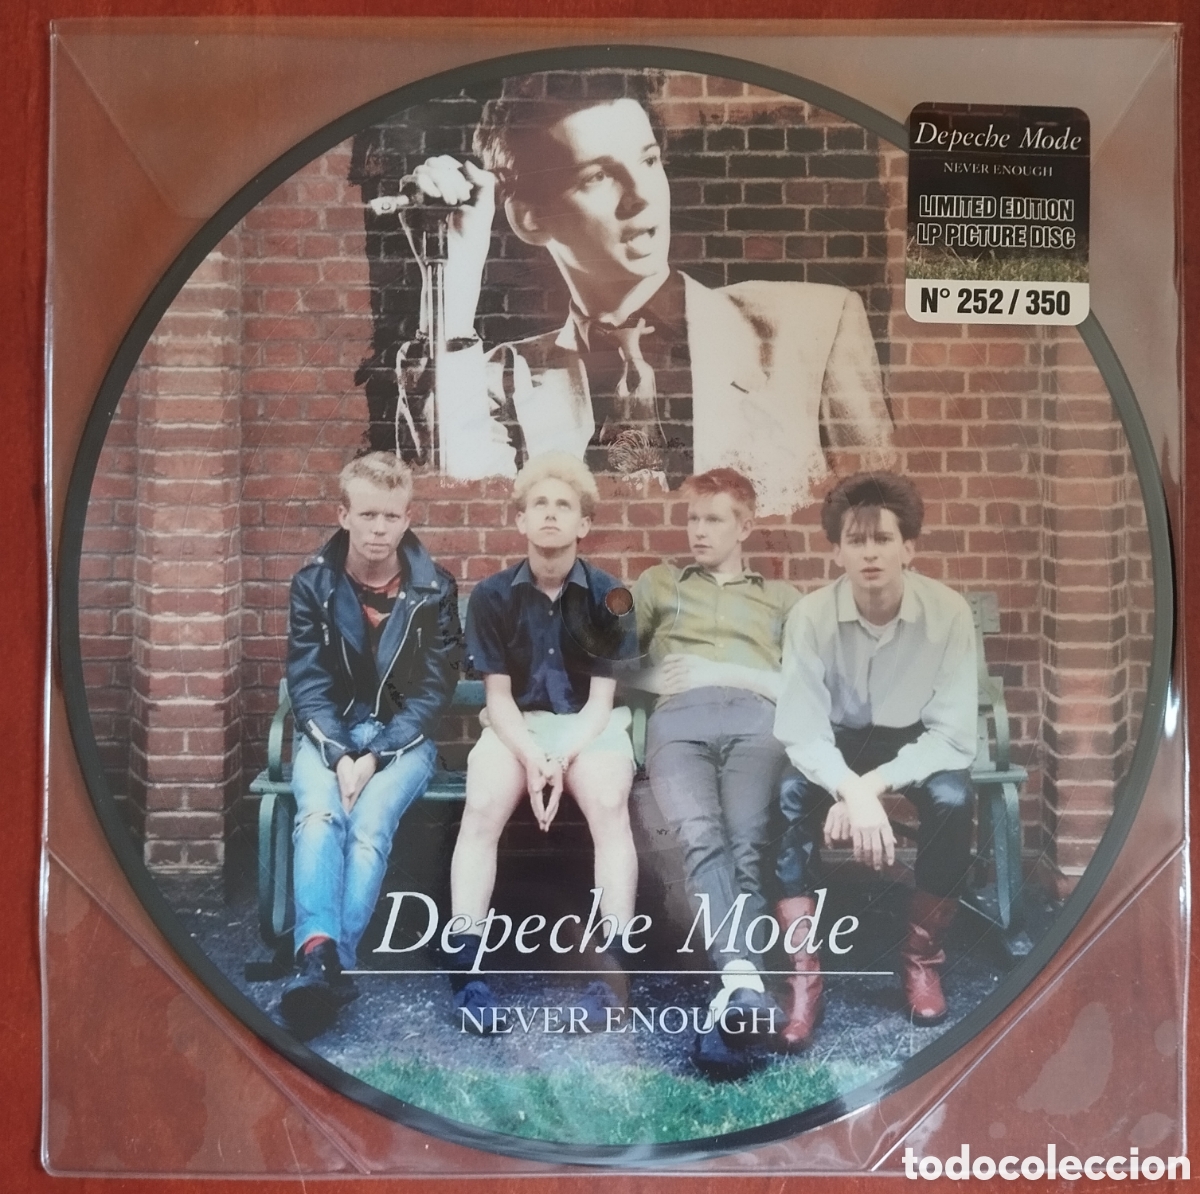 Depeche Mode
NEVER ENOUGH
LIMITED EDITION
LP PICTURE DISC
N° 252 / 350
Depeche Mode
NEVER ENOUGH
todocoleccion